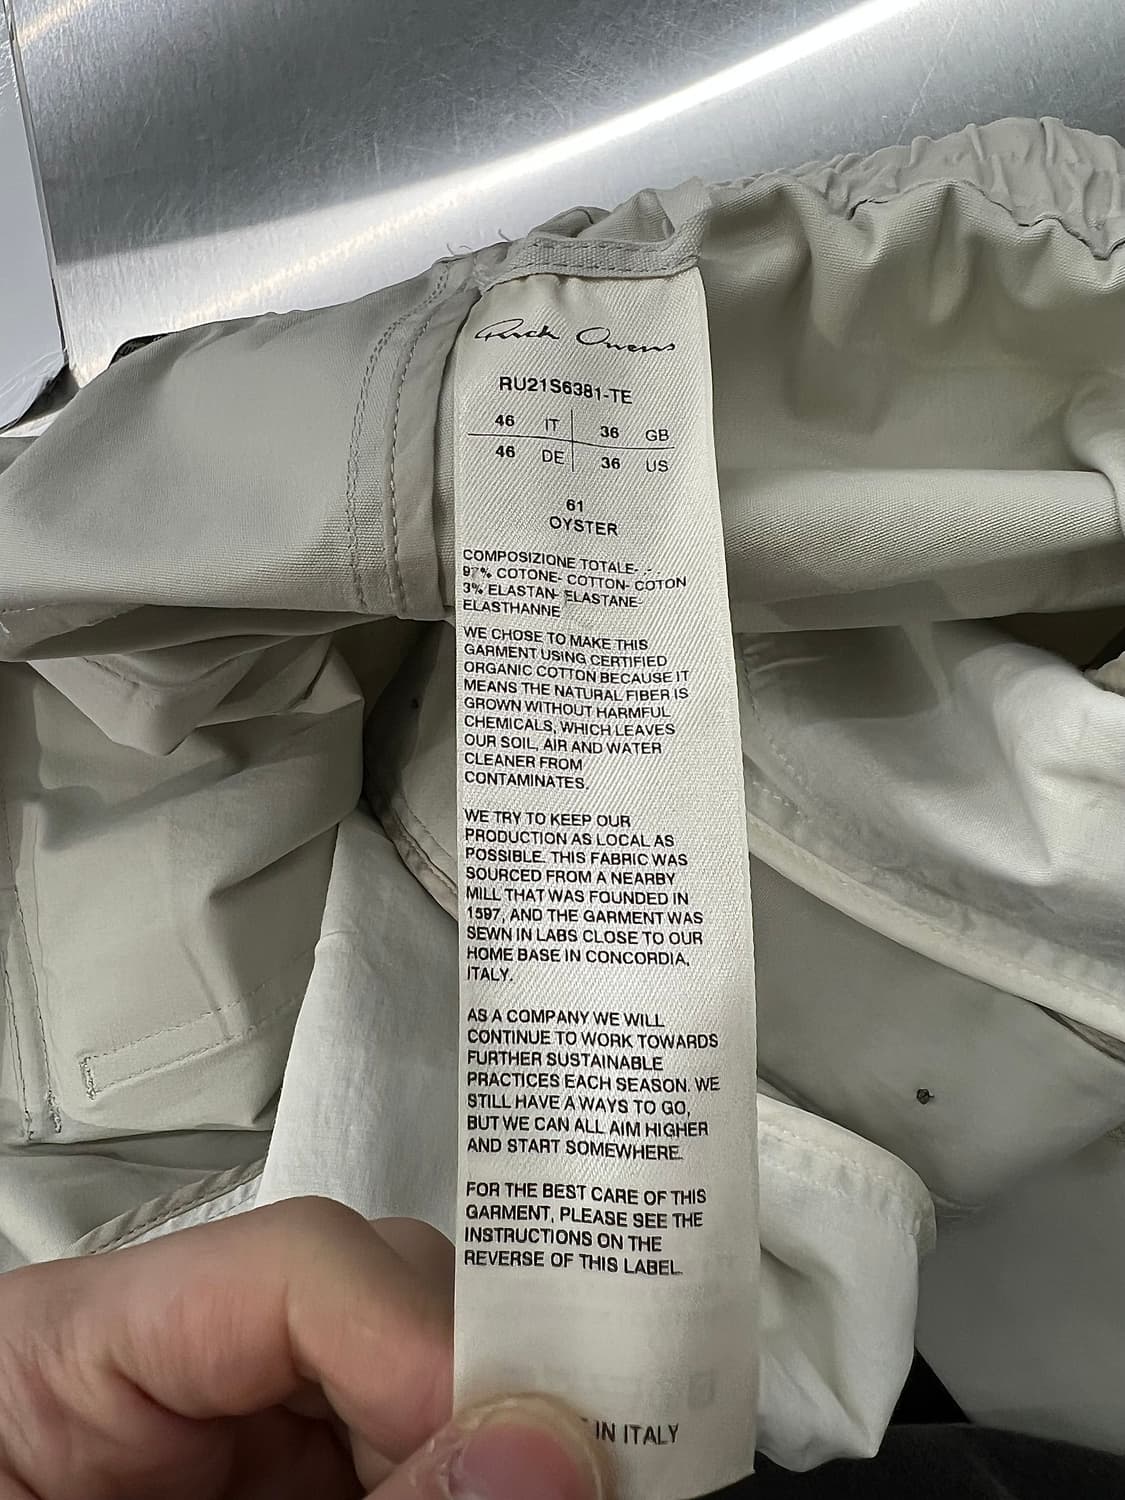 Rick Owens
RU21S6381-TE
46 IT 36 GB
46 DE 36 US
61
OYSTER
COMPOSIZIONE TOTALE- - -
97% COTONE- COTTON- COTON
3% ELASTAN- ELASTANE-
ELASTHANNE
WE CHOSE TO MAKE THIS
GARMENT USING CERTIFIED
ORGANIC COTTON BECAUSE IT
MEANS THE NATURAL FIBER IS
GROWN WITHOUT HARMFUL
CHEMICALS, WHICH LEAVES
OUR SOIL, AIR AND WATER
CLEANER FROM
CONTAMINATES.
WE TRY TO KEEP OUR
PRODUCTION AS LOCAL AS
POSSIBLE. THIS FABRIC WAS
SOURCED FROM A NEARBY
MILL THAT WAS FOUNDED IN
1597, AND THE GARMENT WAS
SEWN IN LABS CLOSE TO OUR
HOME BASE IN CONCORDIA,
ITALY.
AS A COMPANY WE WILL
CONTINUE TO WORK TOWARDS
FURTHER SUSTAINABLE
PRACTICES EACH SEASON. WE
STILL HAVE A WAYS TO GO,
BUT WE CAN ALL AIM HIGHER
AND START SOMEWHERE.
FOR THE BEST CARE OF THIS
GARMENT, PLEASE SEE THE
INSTRUCTIONS ON THE
REVERSE OF THIS LABEL.
IN ITALY